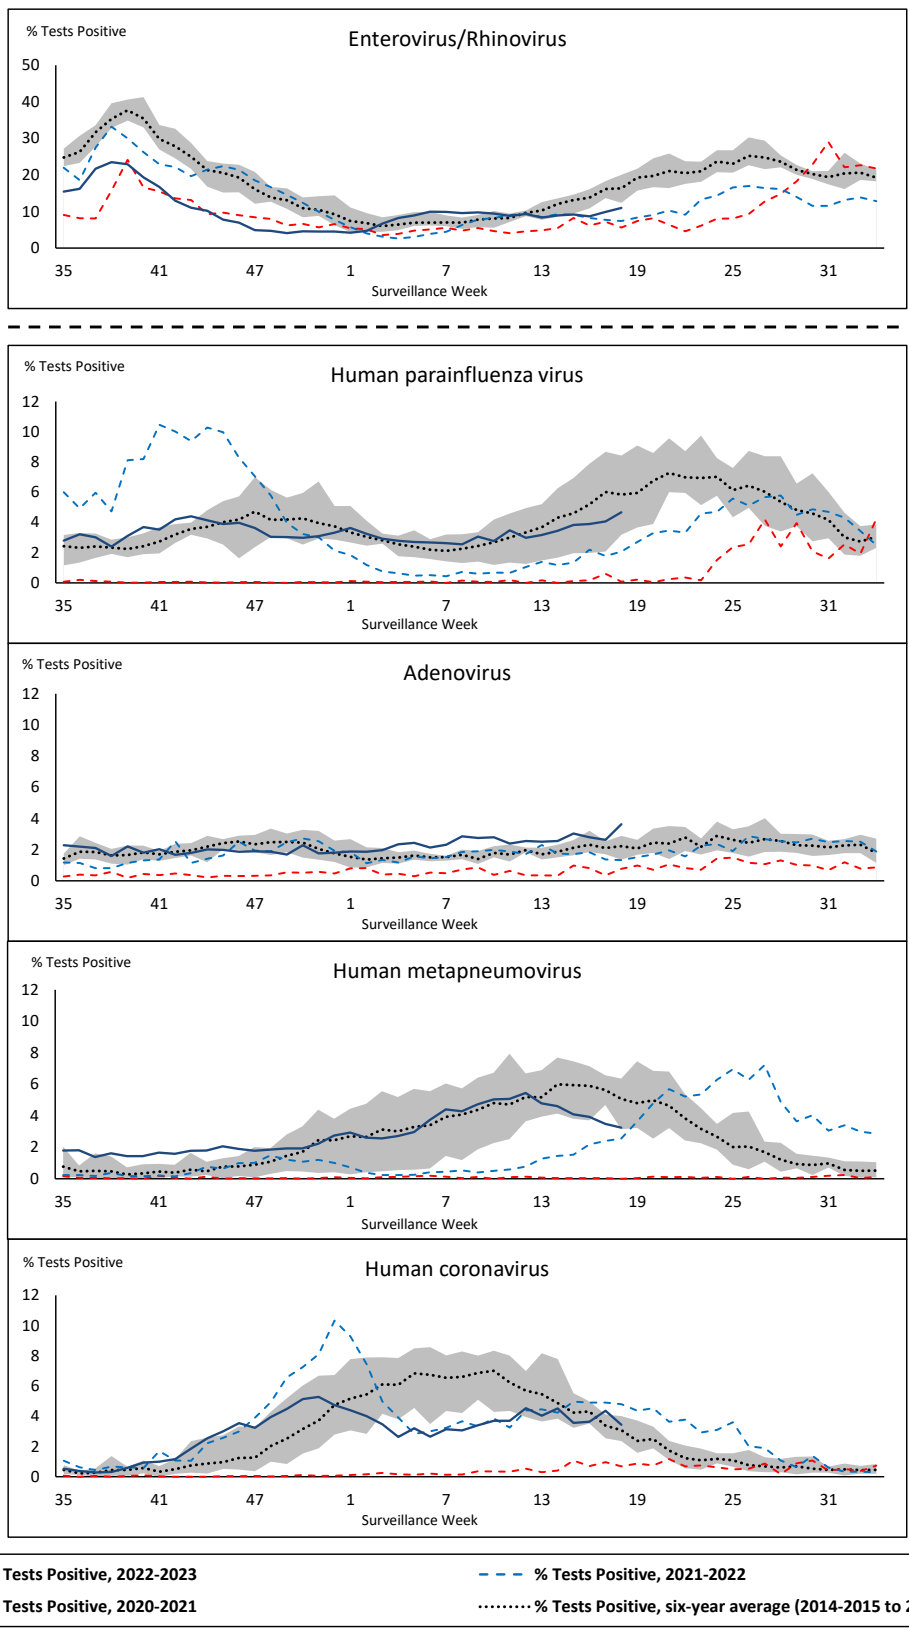 % Tests Positive
Enterovirus/Rhinovirus
50
40
30
20
10
0
35 41 47 1 7 13 19 25 31
Surveillance Week
% Tests Positive
Human parainfluenza virus
12
10
8
6
4
2
0
35 41 47 1 7 13 19 25 31
Surveillance Week
% Tests Positive
Adenovirus
12
10
8
6
4
2
0
35 41 47 1 7 13 19 25 31
Surveillance Week
% Tests Positive
Human metapneumovirus
12
10
8
6
4
2
0
35 41 47 1 7 13 19 25 31
Surveillance Week
% Tests Positive
Human coronavirus
12
10
8
6
4
2
0
35 41 47 1 7 13 19 25 31
Surveillance Week
Tests Positive, 2022-2023 % Tests Positive, 2021-2022
Tests Positive, 2020-2021 % Tests Positive, six-year average (2014-2015 to